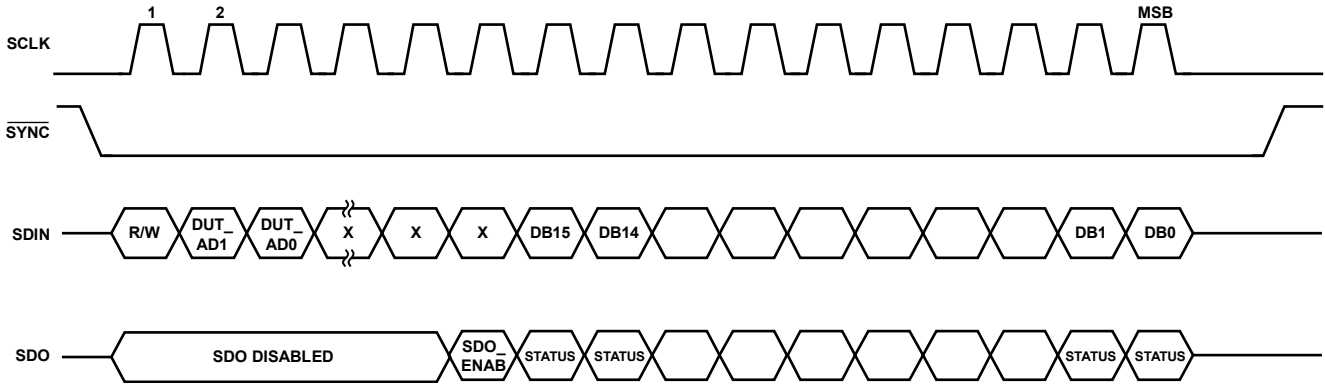 1 2 MSB
SCLK
SYNC
SDIN R/W DUT_ DUT_ X X X DB15 DB14 DB1 DB0
AD1 AD0
SDO SDO DISABLED SDO_ STATUS STATUS STATUS STATUS
ENAB